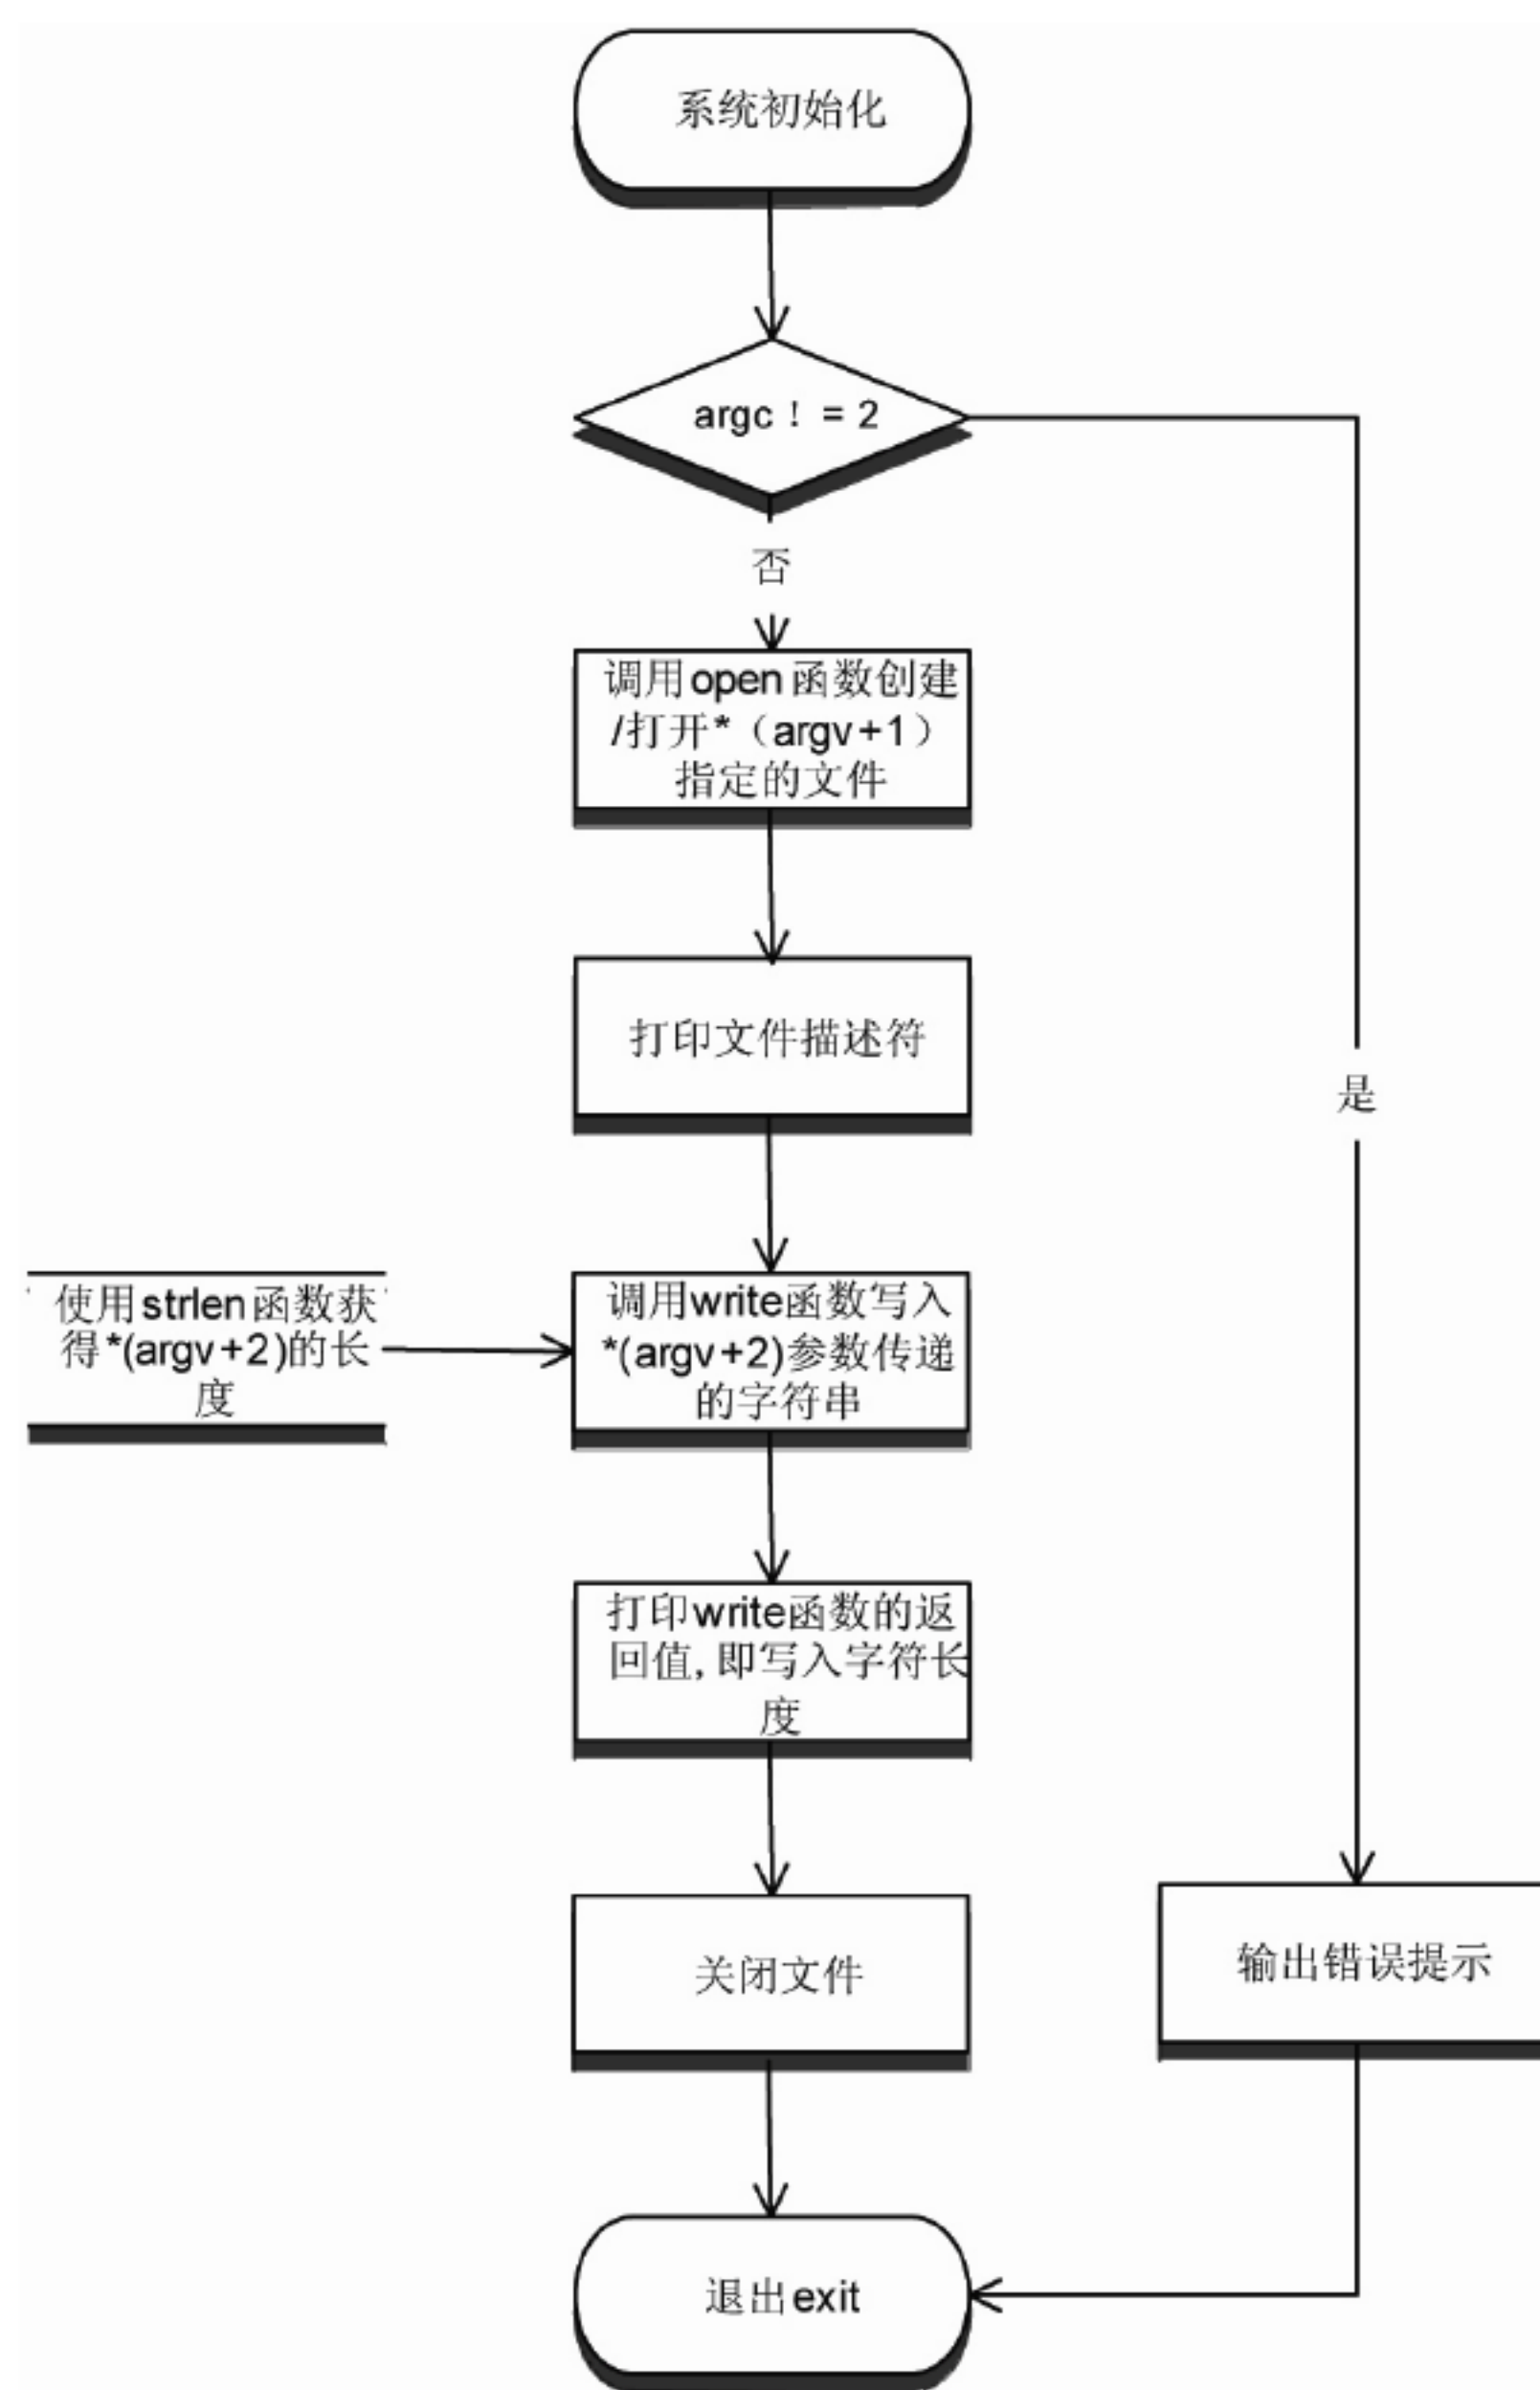 系统初始化
argc！= 2
否
调用open函数创建
/打开*（argv+1）
指定的文件
打印文件描述符
是
使用strlen函数获
得*(argv+2)的长
度
调用write函数写入
*(argv+2)参数传递
的字符串
打印write函数的返
回值,即写入字符长
度
关闭文件
输出错误提示
退出exit